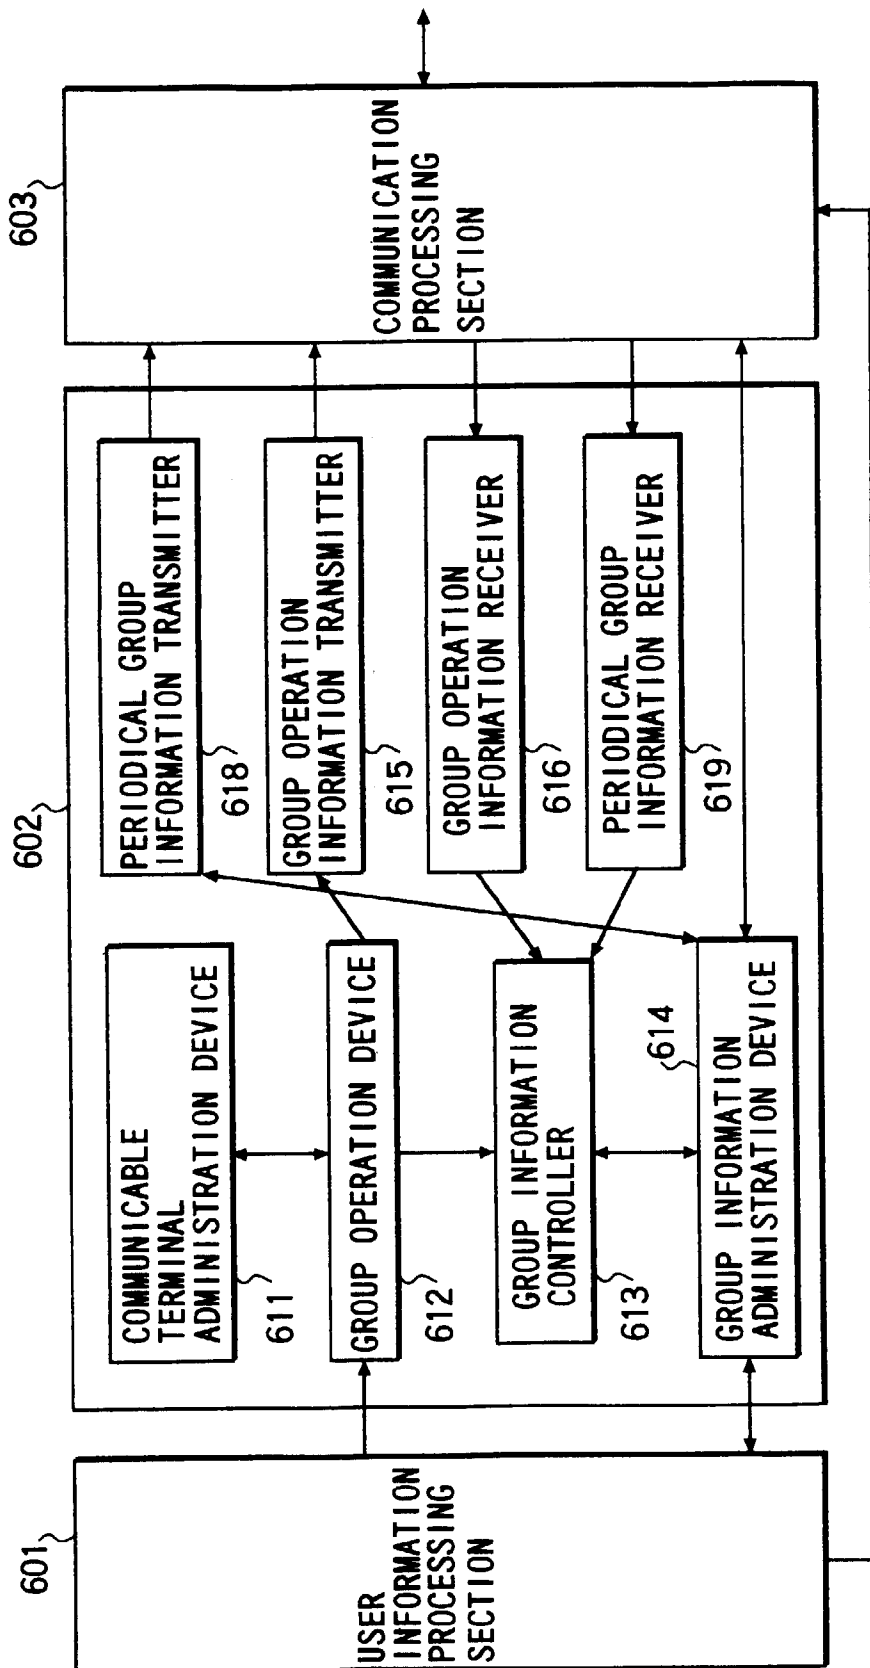 601
USER
INFORMATION
PROCESSING
SECTION
602
COMMUNICABLE
TERMINAL
ADMINISTRATION DEVICE
611
GROUP OPERATION DEVICE
612
GROUP INFORMATION
CONTROLLER
613
614
GROUP INFORMATION
ADMINISTRATION DEVICE
PERIODICAL GROUP
INFORMATION TRANSMITTER
618
GROUP OPERATION
INFORMATION TRANSMITTER
615
GROUP OPERATION
INFORMATION RECEIVER
616
PERIODICAL GROUP
INFORMATION RECEIVER
619
603
COMMUNICATION
PROCESSING
SECTION